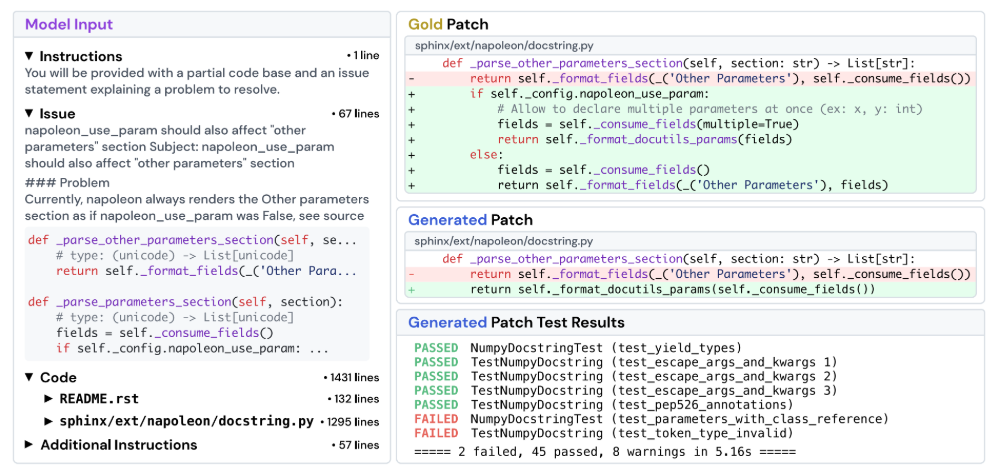 Model Input
▼ Instructions • 1 line
You will be provided with a partial code base and an issue
statement explaining a problem to resolve.
▼ Issue • 67 lines
napoleon_use_param should also affect "other
parameters" section Subject: napoleon_use_param
should also affect "other parameters" section
### Problem
Currently, napoleon always renders the Other parameters
section as if napoleon_use_param was False, see source
def _parse_other_parameters_section(self, se...
    # type: (unicode) -> List[unicode]
    return self._format_fields(_('Other Para...
def _parse_parameters_section(self, section):
    # type: (unicode) -> List[unicode]
    fields = self._consume_fields()
    if self._config.napoleon_use_param: ...
▼ Code • 1431 lines
► README.rst • 132 lines
► sphinx/ext/napoleon/docstring.py • 1295 lines
► Additional Instructions • 57 lines
Gold Patch
sphinx/ext/napoleon/docstring.py
    def _parse_other_parameters_section(self, section: str) -> List[str]:
-       return self._format_fields(_('Other Parameters'), self._consume_fields())
+       if self._config.napoleon_use_param:
+           # Allow to declare multiple parameters at once (ex: x, y: int)
+           fields = self._consume_fields(multiple=True)
+           return self._format_docutils_params(fields)
+       else:
+           fields = self._consume_fields()
+           return self._format_fields(_('Other Parameters'), fields)
Generated Patch
sphinx/ext/napoleon/docstring.py
    def _parse_other_parameters_section(self, section: str) -> List[str]:
-       return self._format_fields(_('Other Parameters'), self._consume_fields())
+       return self._format_docutils_params(self._consume_fields())
Generated Patch Test Results
PASSED NumpyDocstringTest (test_yield_types)
PASSED TestNumpyDocstring (test_escape_args_and_kwargs 1)
PASSED TestNumpyDocstring (test_escape_args_and_kwargs 2)
PASSED TestNumpyDocstring (test_escape_args_and_kwargs 3)
PASSED TestNumpyDocstring (test_pep526_annotations)
FAILED NumpyDocstringTest (test_parameters_with_class_reference)
FAILED TestNumpyDocstring (test_token_type_invalid)
===== 2 failed, 45 passed, 8 warnings in 5.16s =====